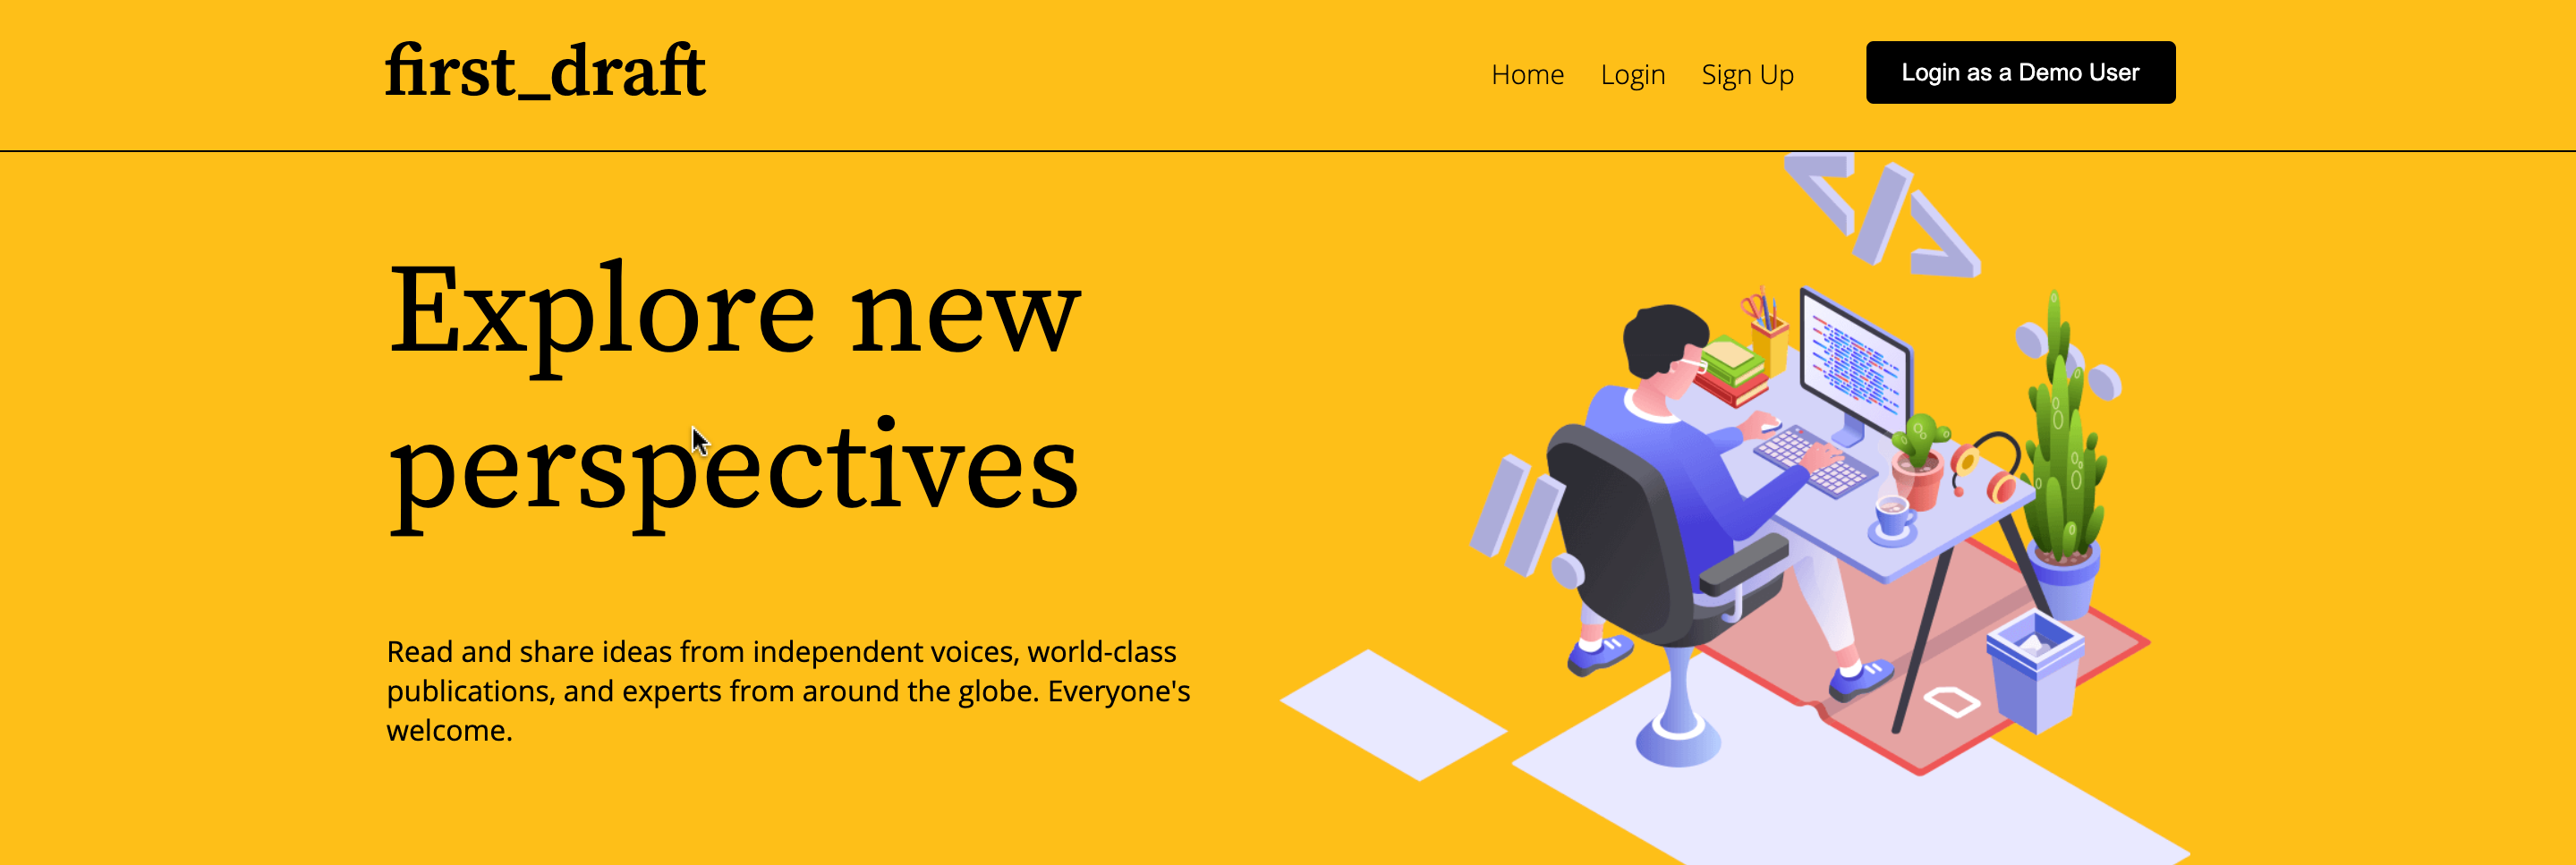 first_draft
Home Login Sign Up Login as a Demo User
Explore new
perspectives
Read and share ideas from independent voices, world-class
publications, and experts from around the globe. Everyone's
welcome.